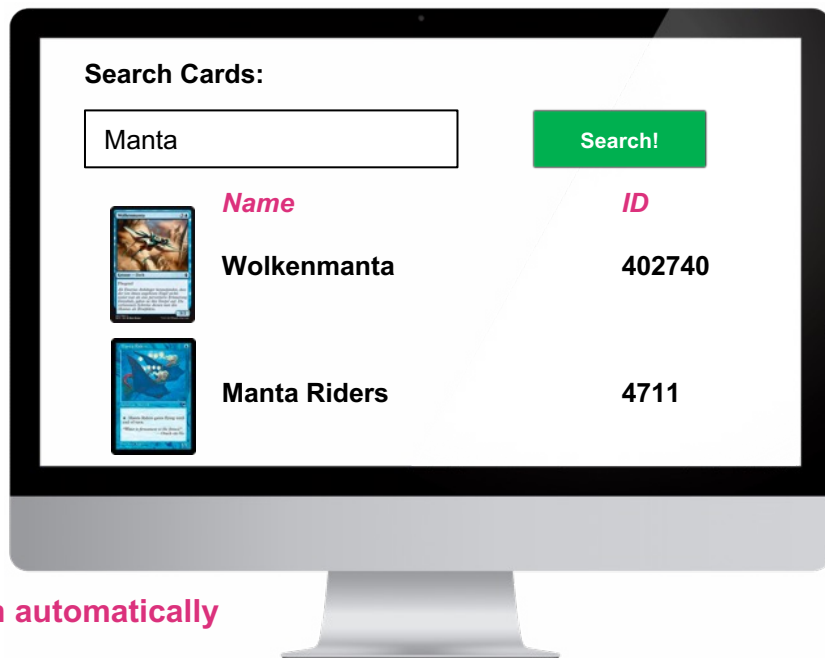 Search Cards:
Manta
Search!
Name ID
Wolkenmanta 402740
Manta Riders 4711
automatically